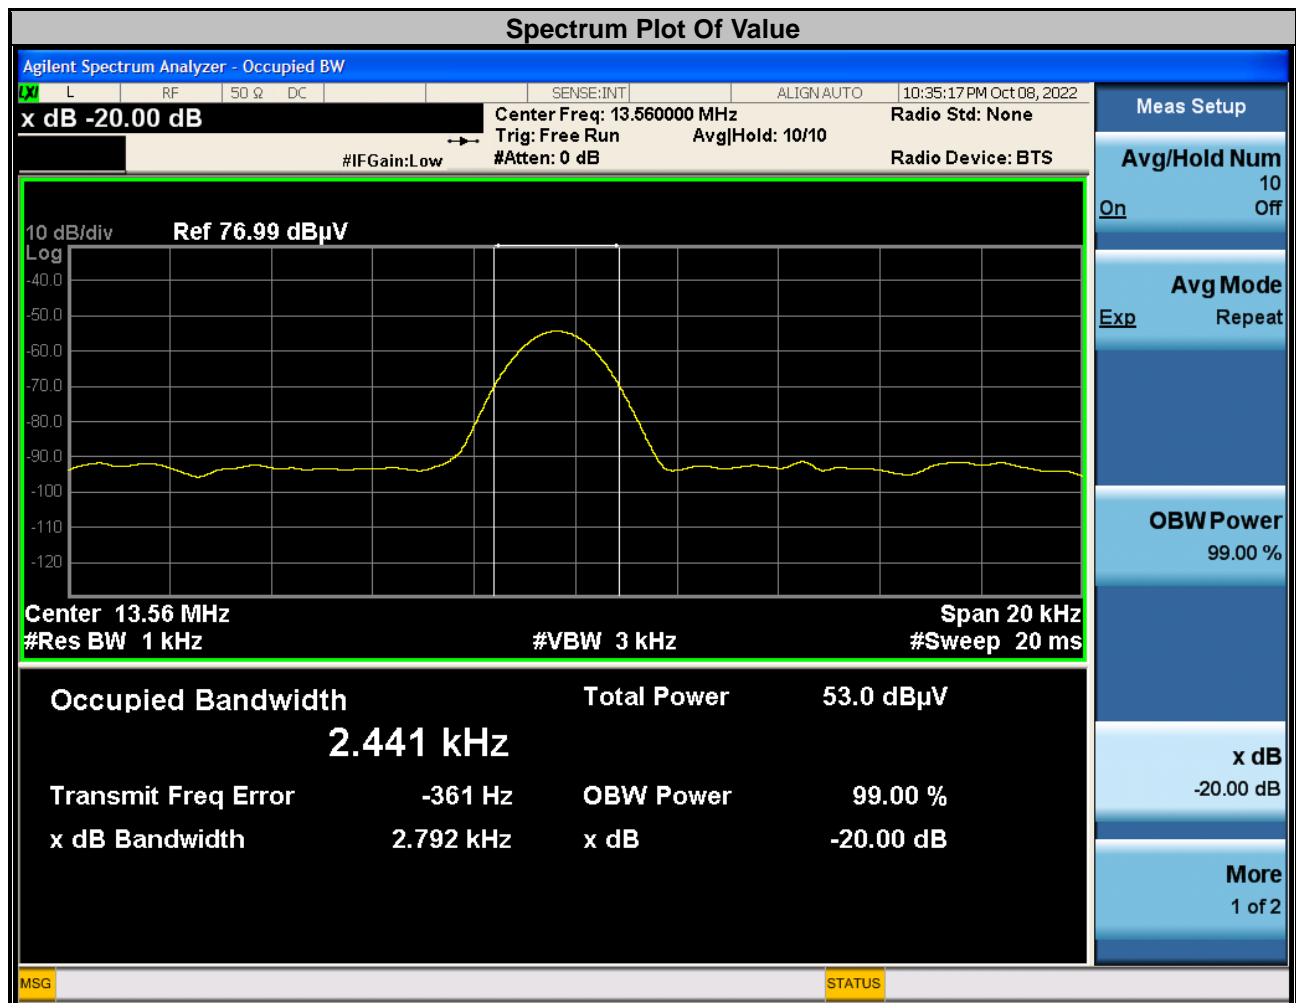 Spectrum Plot Of Value
Agilent Spectrum Analyzer - Occupied BW
LXI L RF 50 Ω DC SENSE:INT ALIGN AUTO 10:35:17 PM Oct 08, 2022
x dB -20.00 dB
Center Freq: 13.560000 MHz Radio Std: None
Trig: Free Run Avg|Hold: 10/10
#IFGain:Low #Atten: 0 dB Radio Device: BTS
10 dB/div Ref 76.99 dBµV
Log
-40.0
-50.0
-60.0
-70.0
-80.0
-90.0
-100
-110
-120
Center 13.56 MHz Span 20 kHz
#Res BW 1 kHz #VBW 3 kHz #Sweep 20 ms
Occupied Bandwidth Total Power 53.0 dBµV
2.441 kHz
Transmit Freq Error -361 Hz OBW Power 99.00 %
x dB Bandwidth 2.792 kHz x dB -20.00 dB
Meas Setup
Avg/Hold Num
10
On Off
Avg Mode
Exp Repeat
OBW Power
99.00 %
x dB
-20.00 dB
More
1 of 2
MSG STATUS